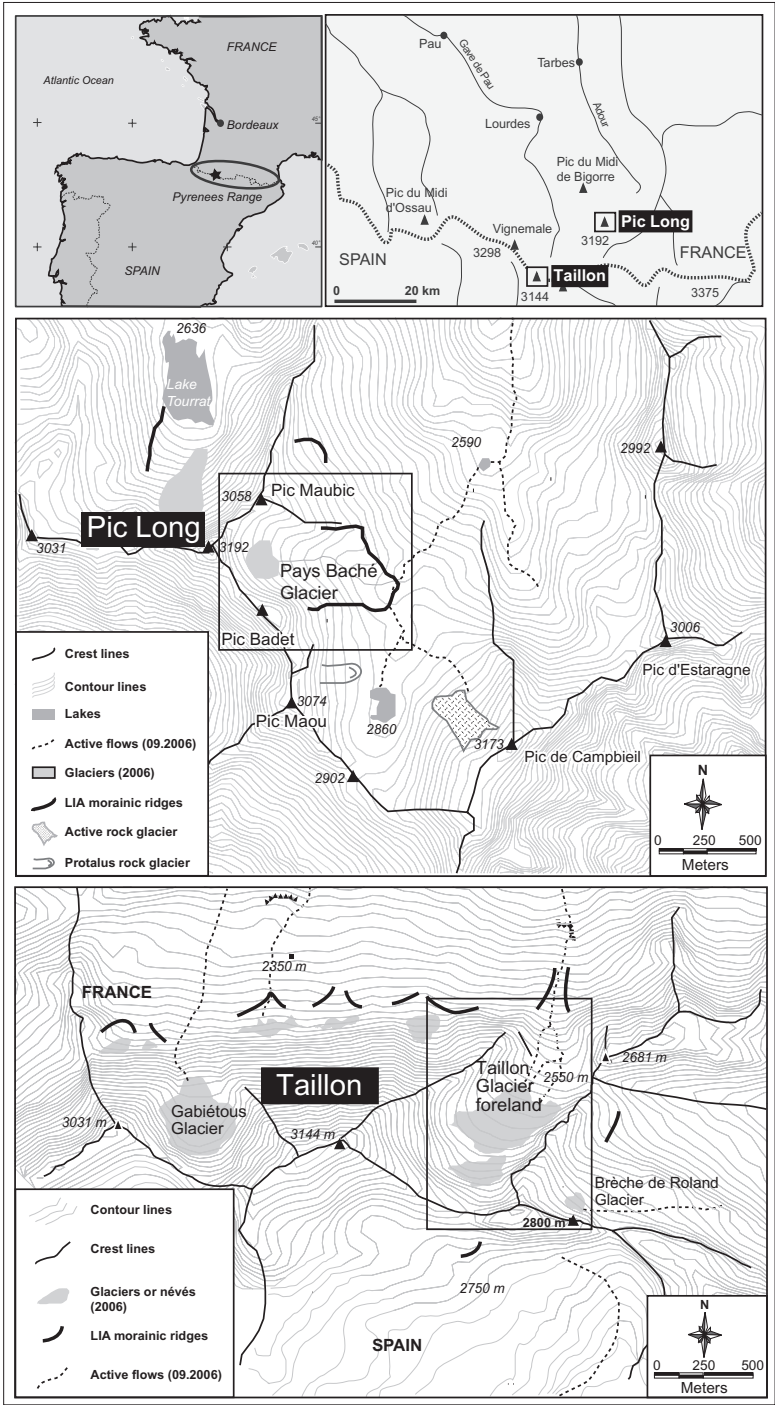 FRANCE
Atlantic Ocean
45°
Bordeaux
Pyrenees Range
40°
SPAIN
Pau
Gave de Pau
Tarbes
Adour
Lourdes
Pic du Midi
de Bigorre
Pic du Midi
d'Ossau
Pic Long
3192
Vignemale
3298
SPAIN
FRANCE
Taillon
3144
3375
0 20 km
2636
Lake
Tourrat
2590
2992
3058
Pic Maubic
Pic Long
3192
3031
Pays Baché
Glacier
Pic Badet
3006
Pic d'Estaragne
3074
Pic Maou
2860
3173
Pic de Campbieil
2902
Crest lines
Contour lines
Lakes
Active flows (09.2006)
Glaciers (2006)
LIA morainic ridges
Active rock glacier
Protalus rock glacier
N
0 250 500
Meters
2350 m
FRANCE
Taillon
Taillon
Glacier
foreland
2550 m
2681 m
Gabiétous
Glacier
3031 m
3144 m
Brèche de Roland
Glacier
2800 m
2750 m
SPAIN
Contour lines
Crest lines
Glaciers or névés
(2006)
LIA morainic ridges
Active flows (09.2006)
N
0 250 500
Meters